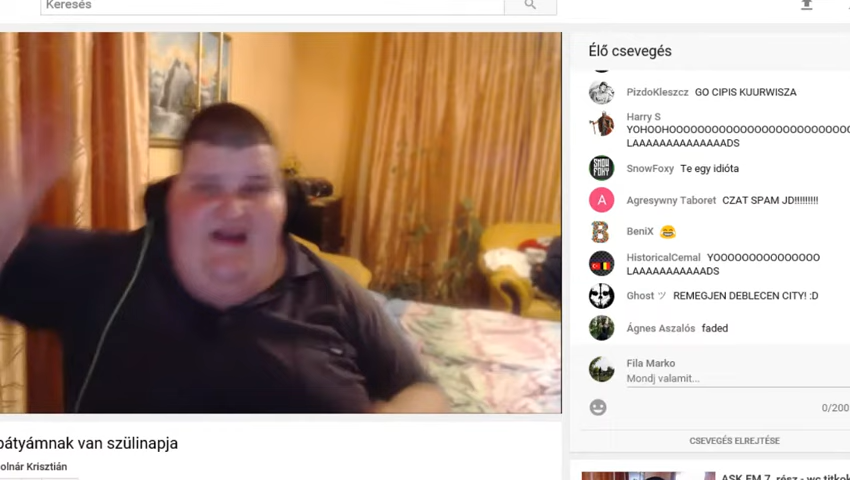 Keresés
Élő csevegés
PizdoKleszcz GO CIPIS KUURWISZA
Harry S
YOHOOHOOOOOOOOOOOOOOOOOOOOOOOOOO
LAAAAAAAAAAAAAADS
SnowFoxy Te egy idióta
A Agresywny Taboret CZAT SPAM JD!!!!!!!!!
BeniX
HistoricalCemal YOOOOOOOOOOOOOOO
LAAAAAAAAAAADS
Ghost ツ REMEGJEN DEBLECEN CITY! :D
Ágnes Aszalós faded
Fila Marko
Mondj valamit...
0/200
CSEVEGÉS ELREJTÉSE
bátyámnak van szülinapja
olnár Krisztián
ASK FM 7. rész - wc titkok